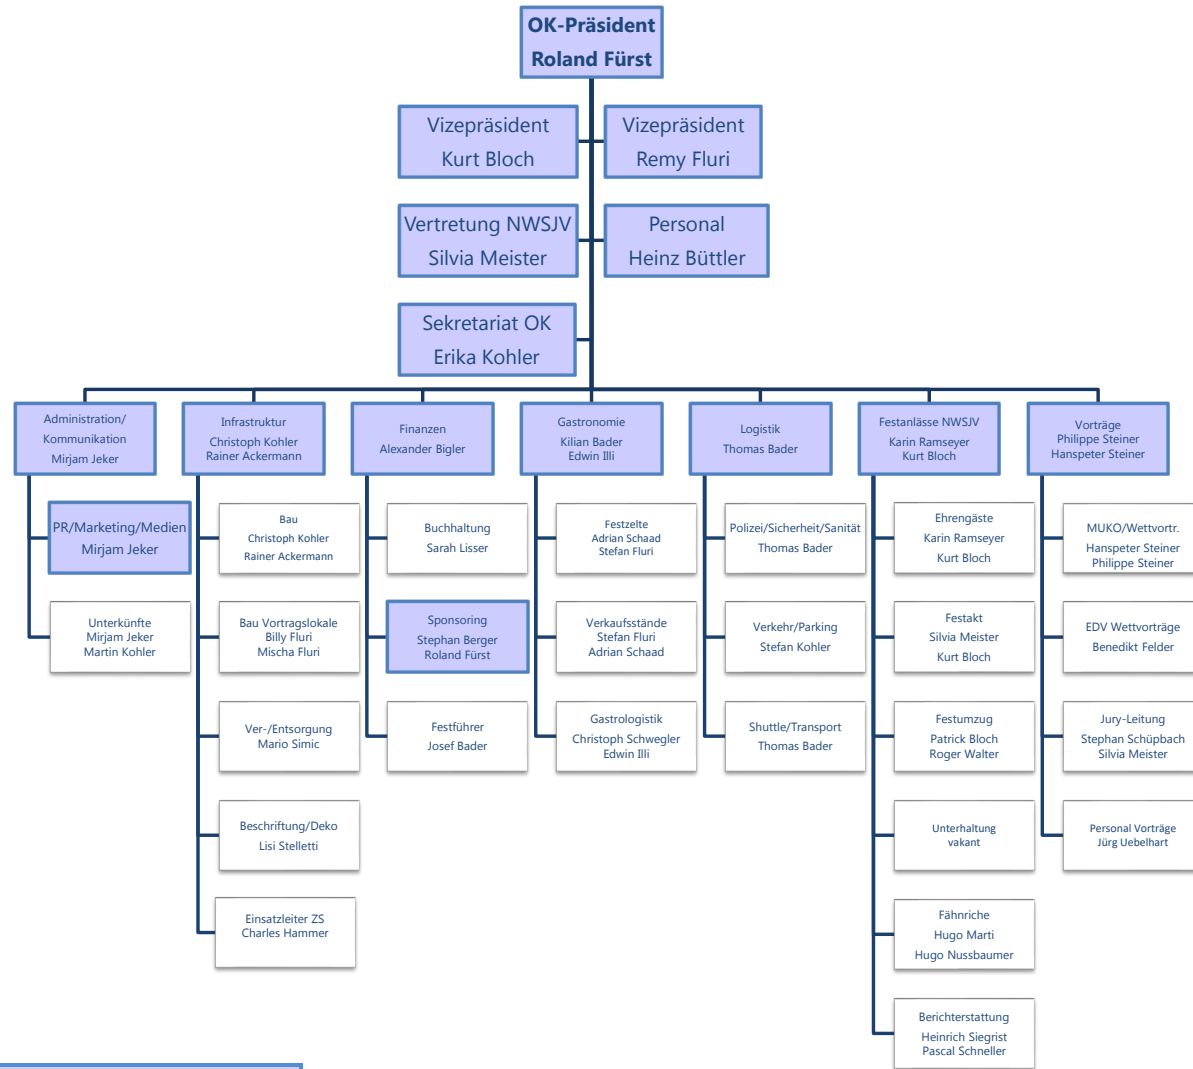 OK-Präsident
Roland Fürst
Vizepräsident
Kurt Bloch
Vizepräsident
Remy Fluri
Vertretung NWSJV
Silvia Meister
Personal
Heinz Büttler
Sekretariat OK
Erika Kohler
Administration/
Kommunikation
Mirjam Jeker
Infrastruktur
Christoph Kohler
Rainer Ackermann
Finanzen
Alexander Bigler
Gastronomie
Kilian Bader
Edwin Illi
Logistik
Thomas Bader
Festanlässe NWSJV
Karin Ramseyer
Kurt Bloch
Vorträge
Philippe Steiner
Hanspeter Steiner
PR/Marketing/Medien
Mirjam Jeker
Unterkünfte
Mirjam Jeker
Martin Kohler
Bau
Christoph Kohler
Rainer Ackermann
Bau Vortragslokale
Billy Fluri
Mischa Fluri
Ver-/Entsorgung
Mario Simic
Beschriftung/Deko
Lisi Stelletti
Einsatzleiter ZS
Charles Hammer
Buchhaltung
Sarah Lisser
Sponsoring
Stephan Berger
Roland Fürst
Festführer
Josef Bader
Festzelte
Adrian Schaad
Stefan Fluri
Verkaufsstände
Stefan Fluri
Adrian Schaad
Gastrologistik
Christoph Schwegler
Edwin Illi
Polizei/Sicherheit/Sanität
Thomas Bader
Verkehr/Parking
Stefan Kohler
Shuttle/Transport
Thomas Bader
Ehrengäste
Karin Ramseyer
Kurt Bloch
Festakt
Silvia Meister
Kurt Bloch
Festumzug
Patrick Bloch
Roger Walter
Unterhaltung
vakant
Fähnriche
Hugo Marti
Hugo Nussbaumer
Berichterstattung
Heinrich Siegrist
Pascal Schneller
MUKO/Wettvortr.
Hanspeter Steiner
Philippe Steiner
EDV Wettvorträge
Benedikt Felder
Jury-Leitung
Stephan Schüpbach
Silvia Meister
Personal Vorträge
Jürg Uebelhart